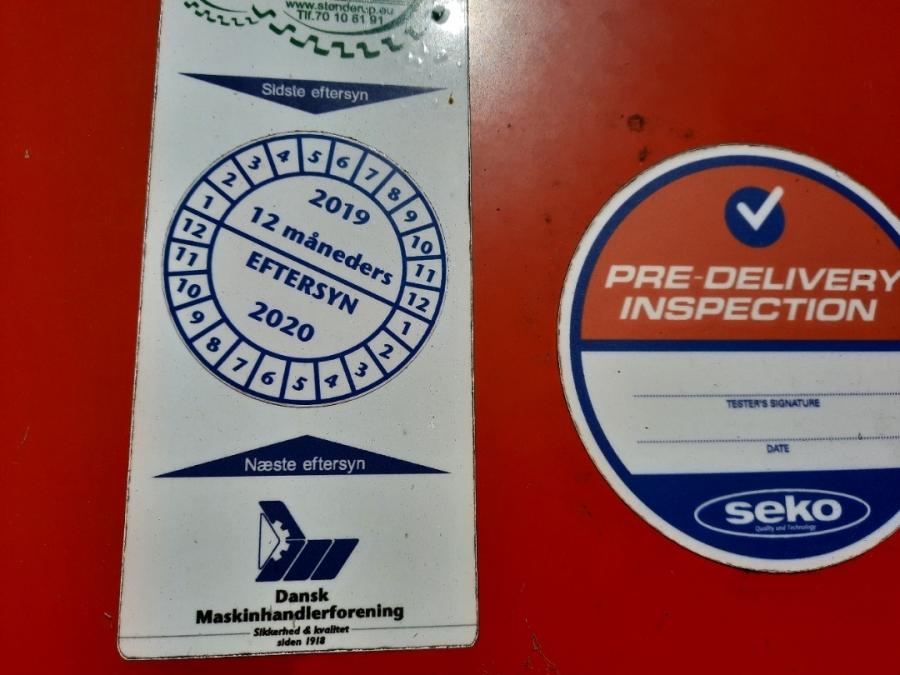 www.stonderup.eu
Tlf.70 10 61 91
Sidste eftersyn
1 2 3 4 5 6 7 8 9 10 11 12
2019
12 måneders
EFTERSYN
2020
12 11 10 9 8 7 6 5 4 3 2 1
Næste eftersyn
Dansk
Maskinhandlerforening
Sikkerhed & kvalitet
siden 1918
PRE-DELIVERY
INSPECTION
TESTER'S SIGNATURE
DATE
seko
Quality and Technology